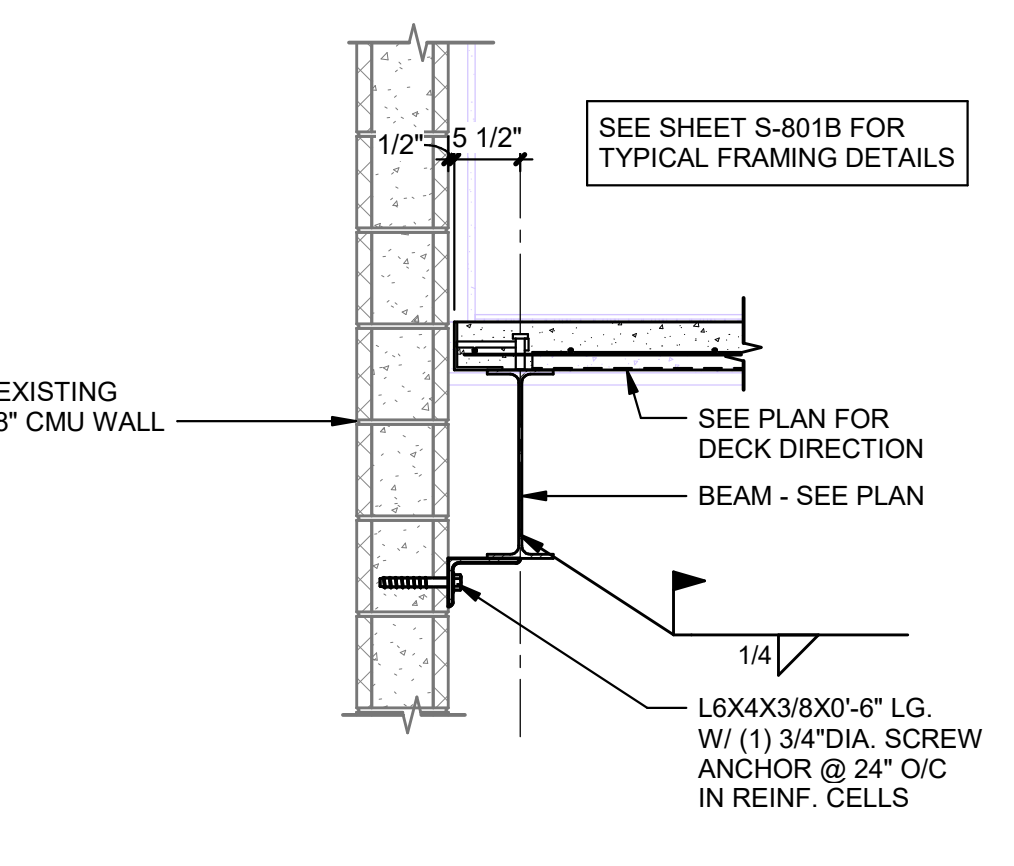 SEE SHEET S-801B FOR
TYPICAL FRAMING DETAILS
1/2"
5 1/2"
EXISTING
8" CMU WALL
SEE PLAN FOR
DECK DIRECTION
BEAM - SEE PLAN
1/4
L6X4X3/8X0'-6" LG.
W/ (1) 3/4"DIA. SCREW
ANCHOR @ 24" O/C
IN REINF. CELLS